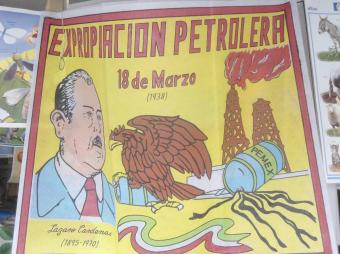 EXPROPIACION PETROLERA
18 de Marzo
(1938)
PEMEX
Lazaro Cardenas
(1895-1970)